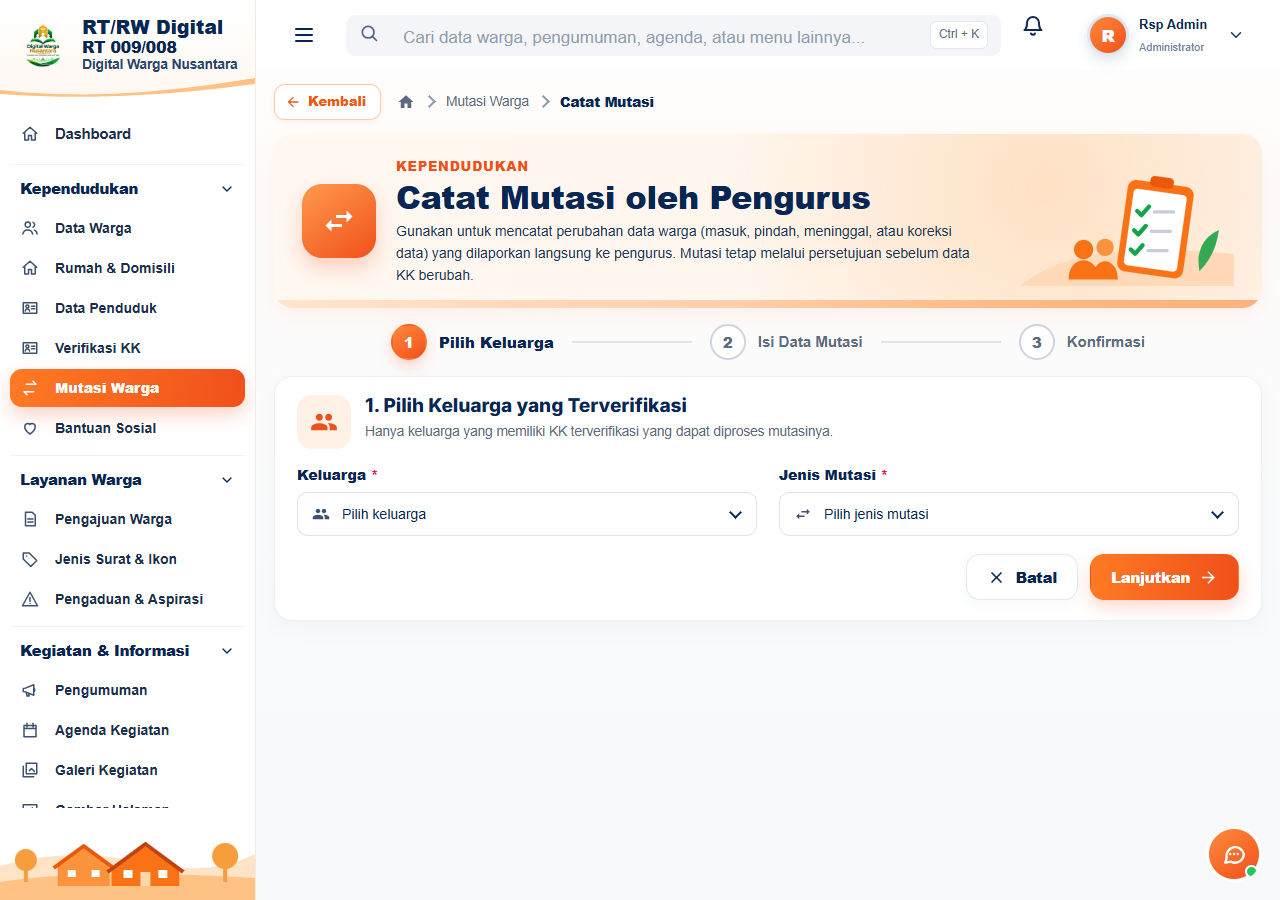 RT/RW Digital
RT 009/008
Digital Warga Nusantara
Digital Warga
Nusantara
Cari data warga, pengumuman, agenda, atau menu lainnya...
Ctrl + K
R
Rsp Admin
Administrator
Kembali
Mutasi Warga
Catat Mutasi
Dashboard
Kependudukan
Data Warga
Rumah & Domisili
Data Penduduk
Verifikasi KK
Mutasi Warga
Bantuan Sosial
Layanan Warga
Pengajuan Warga
Jenis Surat & Ikon
Pengaduan & Aspirasi
Kegiatan & Informasi
Pengumuman
Agenda Kegiatan
Galeri Kegiatan
KEPENDUDUKAN
Catat Mutasi oleh Pengurus
Gunakan untuk mencatat perubahan data warga (masuk, pindah, meninggal, atau koreksi
data) yang dilaporkan langsung ke pengurus. Mutasi tetap melalui persetujuan sebelum data
KK berubah.
1 Pilih Keluarga
2 Isi Data Mutasi
3 Konfirmasi
1. Pilih Keluarga yang Terverifikasi
Hanya keluarga yang memiliki KK terverifikasi yang dapat diproses mutasinya.
Keluarga *
Pilih keluarga
Jenis Mutasi *
Pilih jenis mutasi
Batal
Lanjutkan